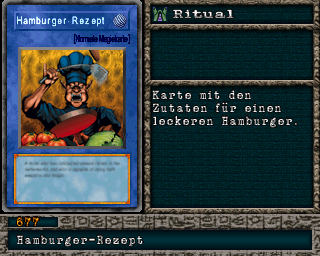 Hamburger-Rezept
[Normale Magiekarte]
Ritual
Karte mit den
Zutaten für einen
leckeren Hamburger.
677
Hamburger-Rezept